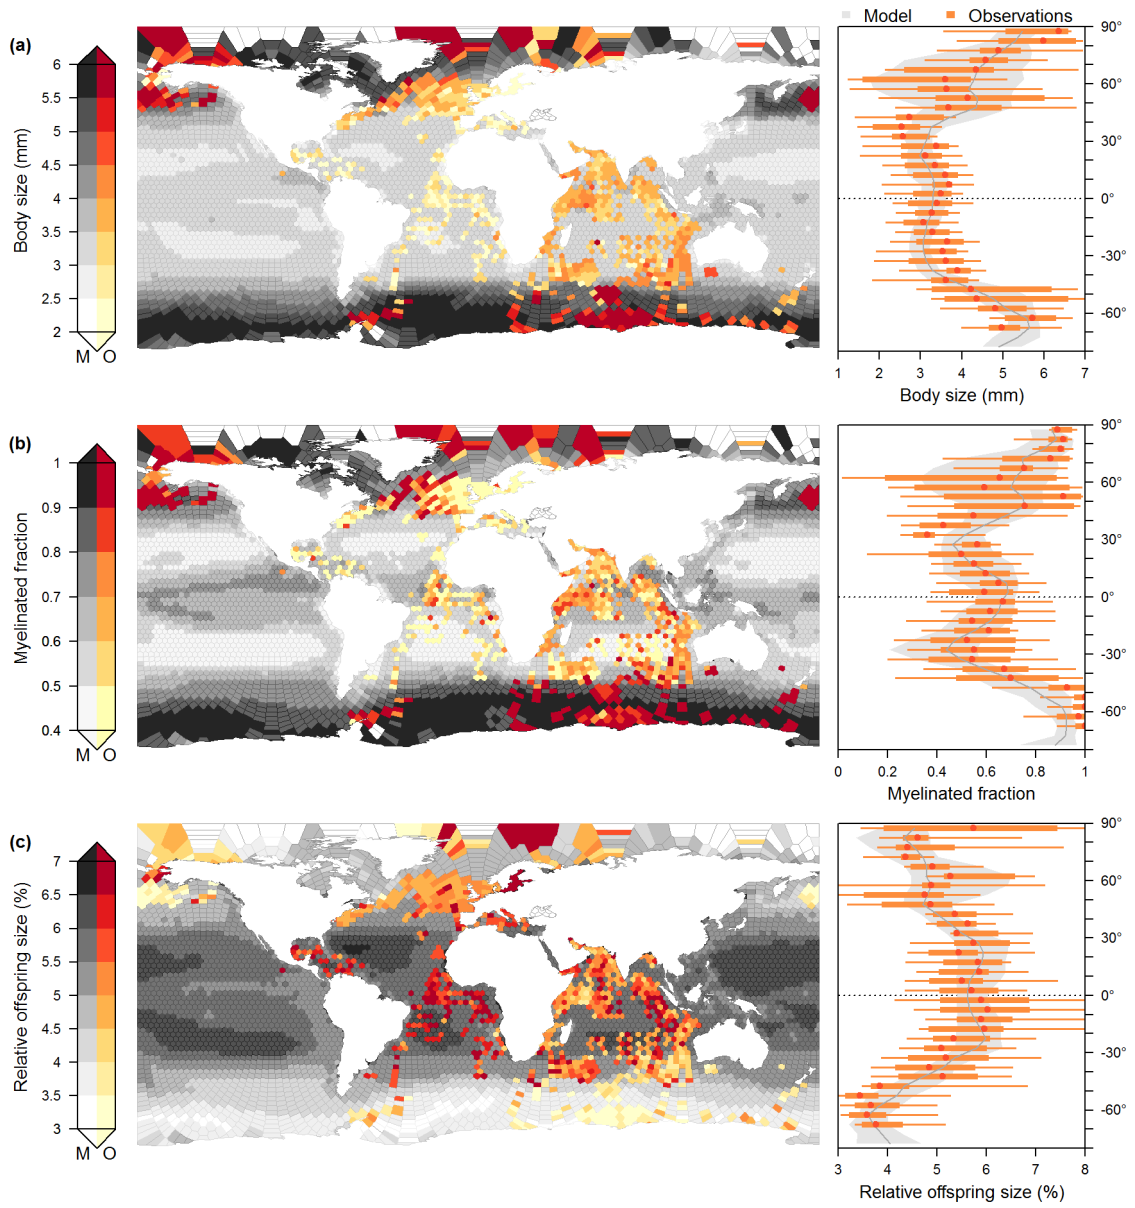 Model Observations
(a)
Body size (mm)
6
5.5
5
4.5
4
3.5
3
2.5
2
M O
90°
60°
30°
0°
-30°
-60°
1 2 3 4 5 6 7
Body size (mm)
(b)
Myelinated fraction
1
0.9
0.8
0.7
0.6
0.5
0.4
M O
90°
60°
30°
0°
-30°
-60°
0 0.2 0.4 0.6 0.8 1
Myelinated fraction
(c)
Relative offspring size (%)
7
6.5
6
5.5
5
4.5
4
3.5
3
M O
90°
60°
30°
0°
-30°
-60°
3 4 5 6 7 8
Relative offspring size (%)